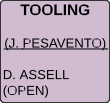 TOOLING
(J. PESAVENTO)
D. ASSELL
(OPEN)